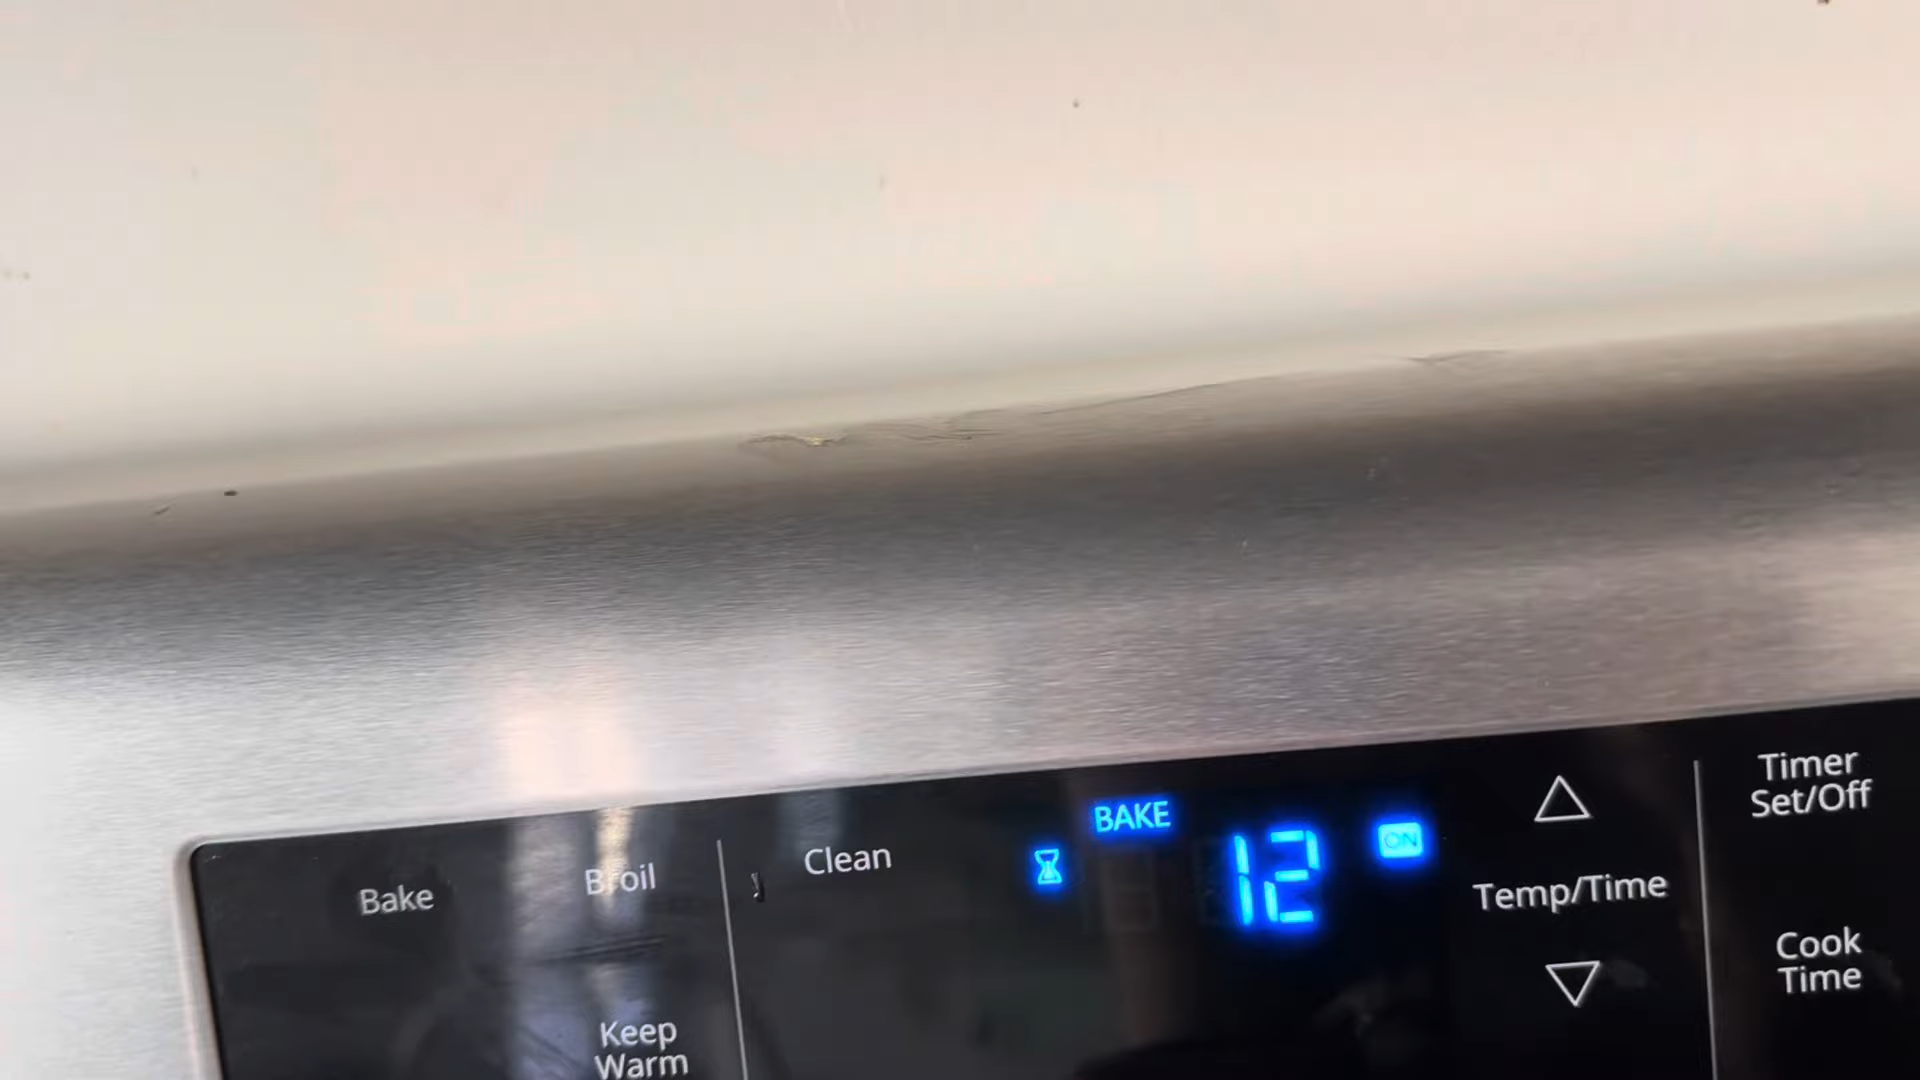 Bake
Broil
Keep
Warm
Clean
BAKE
12
ON
Temp/Time
Timer
Set/Off
Cook
Time